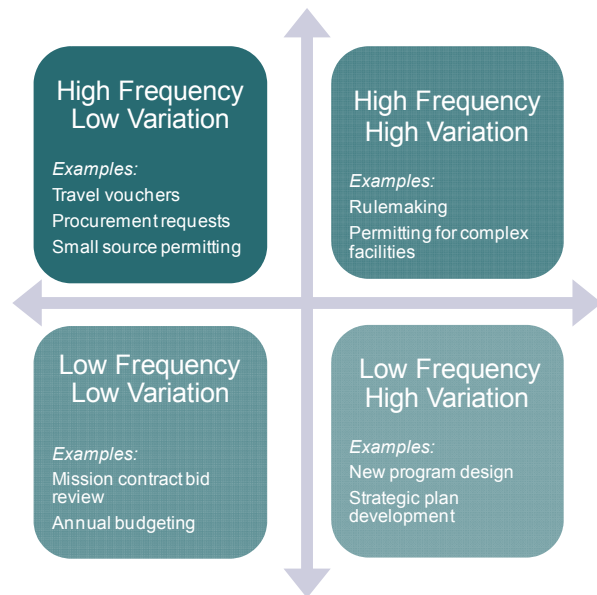 High Frequency
Low Variation
Examples:
Travel vouchers
Procurement requests
Small source permitting
High Frequency
High Variation
Examples:
Rulemaking
Permitting for complex
facilities
Low Frequency
Low Variation
Examples:
Mission contract bid
review
Annual budgeting
Low Frequency
High Variation
Examples:
New program design
Strategic plan
development